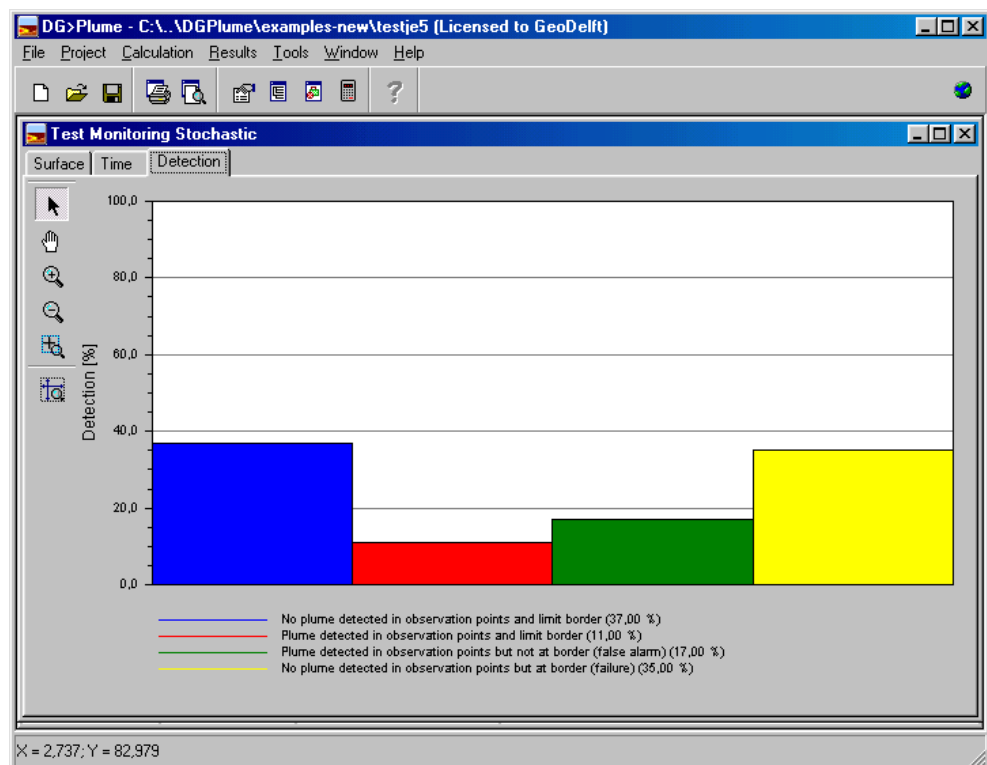 DG>Plume - C:\..\DGPlume\examples-new\testje5 (Licensed to GeoDelft)
File Project Calculation Results Tools Window Help
Test Monitoring Stochastic
Surface Time Detection
100,0
80,0
60,0
40,0
20,0
0,0
Detection [%]
No plume detected in observation points and limit border (37,00 %)
Plume detected in observation points and limit border (11,00 %)
Plume detected in observation points but not at border (false alarm) (17,00 %)
No plume detected in observation points but at border (failure) (35,00 %)
X = 2,737; Y = 82,979